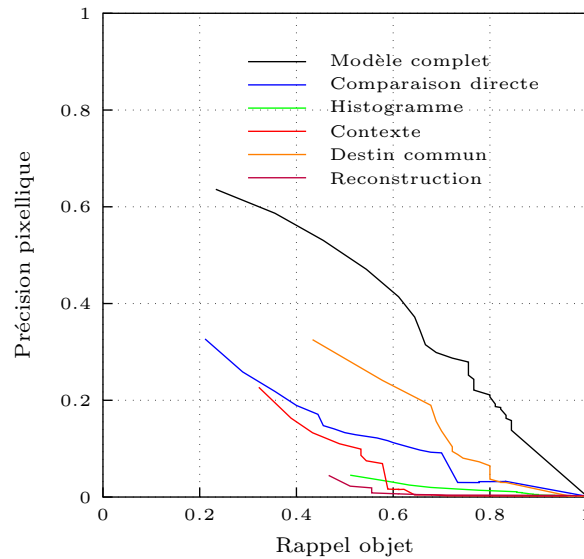 Précision pixellique
1
0.8
0.6
0.4
0.2
0
Modèle complet
Comparaison directe
Histogramme
Contexte
Destin commun
Reconstruction
0 0.2 0.4 0.6 0.8
Rappel objet